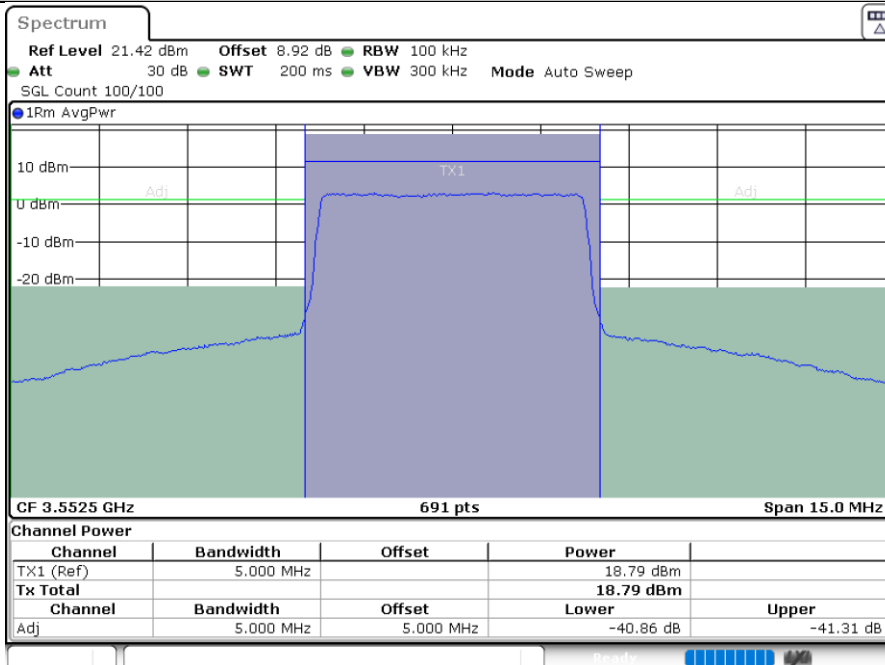 Spectrum
Ref Level 21.42 dBm Offset 8.92 dB RBW 100 kHz
Att 30 dB SWT 200 ms VBW 300 kHz Mode Auto Sweep
SGL Count 100/100
1Rm AvgPwr
10 dBm
TX1
Adj Adj
0 dBm
-10 dBm
-20 dBm
CF 3.5525 GHz 691 pts Span 15.0 MHz
Channel Power
Channel Bandwidth Offset Power
TX1 (Ref) 5.000 MHz 18.79 dBm
Tx Total 18.79 dBm
Channel Bandwidth Offset Lower Upper
Adj 5.000 MHz 5.000 MHz -40.86 dB -41.31 dB
Ready